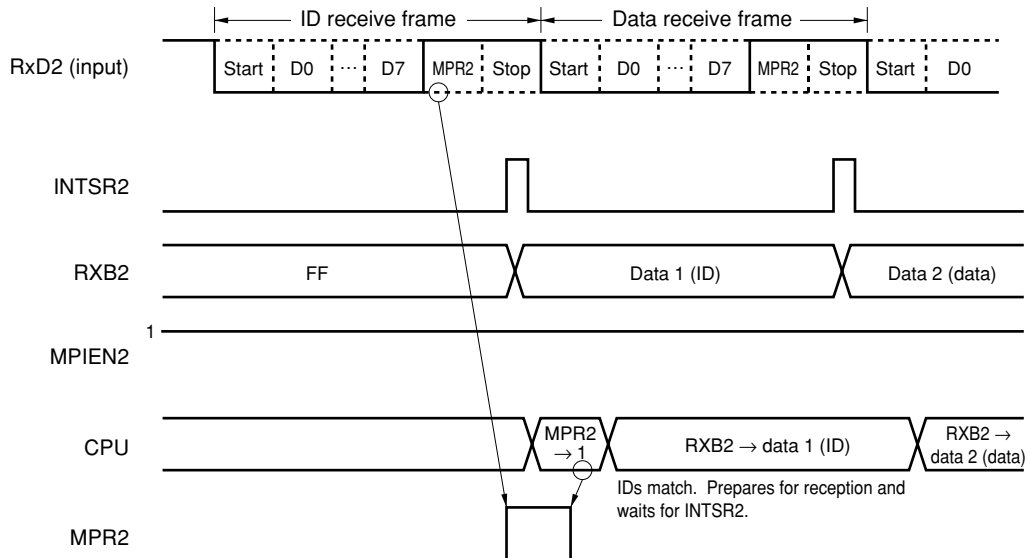 ID receive frame
Data receive frame
RxD2 (input)
Start D0 ... D7 MPR2 Stop Start D0 ... D7 MPR2 Stop Start D0
INTSR2
RXB2
FF
Data 1 (ID)
Data 2 (data)
1
MPIEN2
CPU
MPR2
→ 1
RXB2 → data 1 (ID)
RXB2 →
data 2 (data)
IDs match. Prepares for reception and
waits for INTSR2.
MPR2